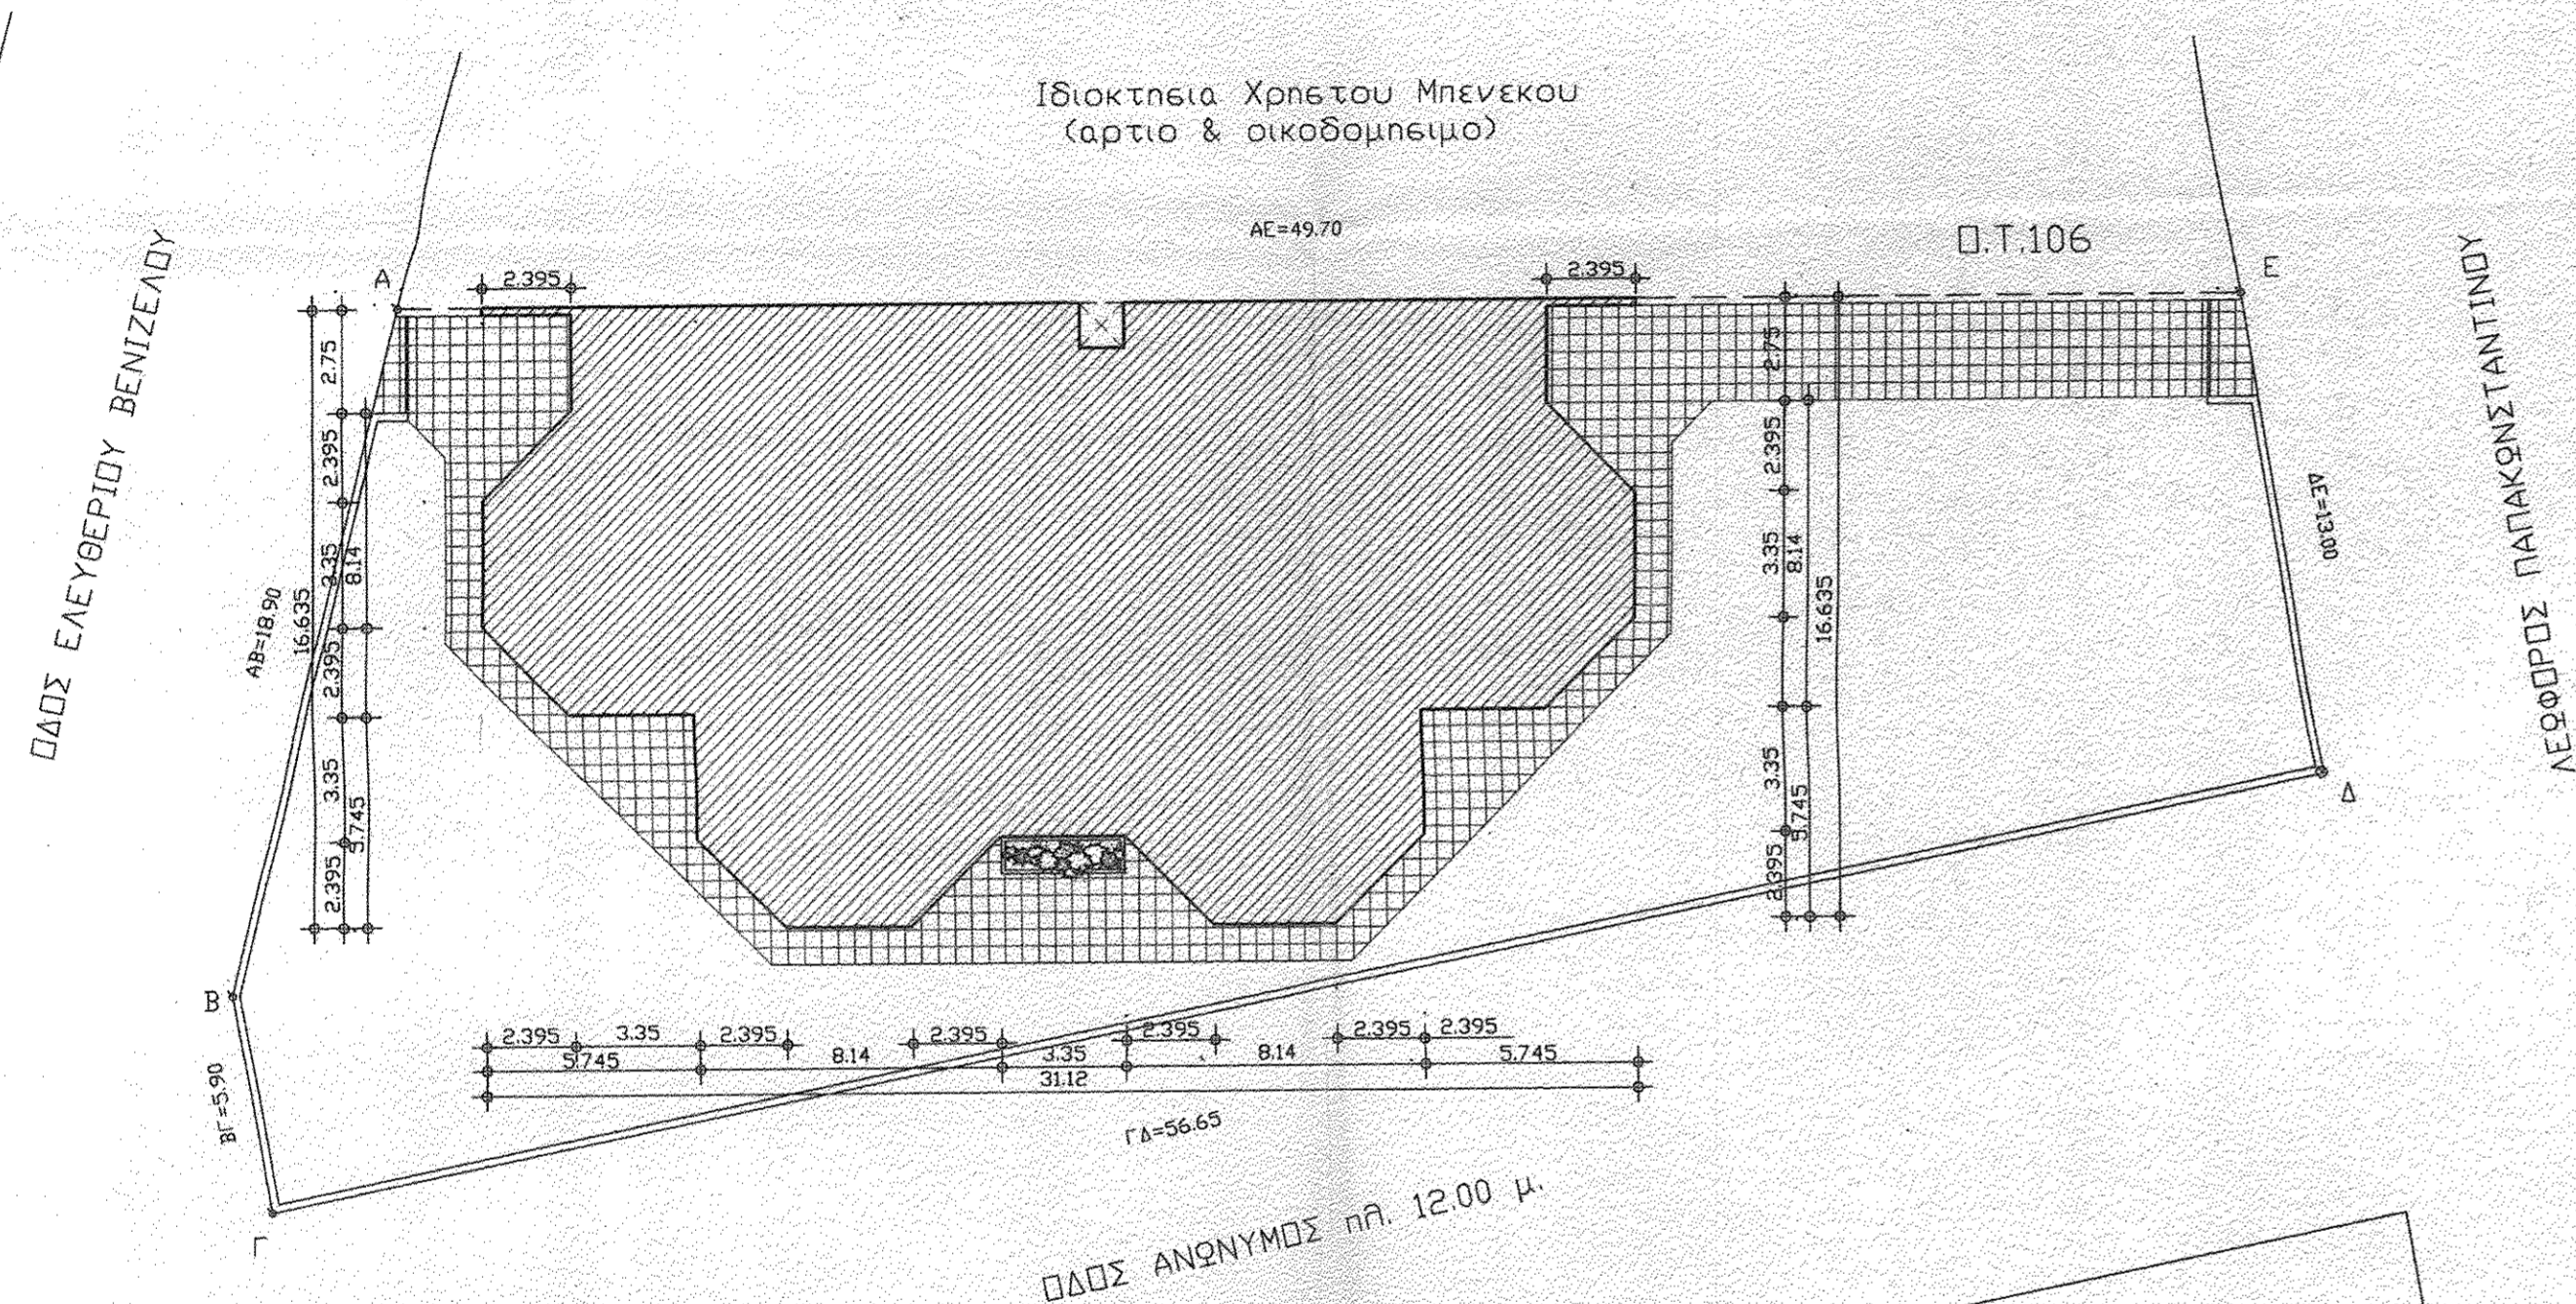 Ιδιοκτησια Χρηστου Μπενεκου
(αρτιο & οικοδομησιμο)
ΑΕ=49.70
Ο.Τ.106
Α
Ε
2.395
2.395
ΟΔΟΣ ΕΛΕΥΘΕΡΙΟΥ ΒΕΝΙΖΕΛΟΥ
ΛΕΩΦΟΡΟΣ ΠΑΠΑΚΩΝΣΤΑΝΤΙΝΟΥ
ΑΒ=18.90
16.635
2.75
2.395
3.35
8.14
2.395
3.35
5.745
2.395
2.75
2.395
3.35
8.14
16.635
3.35
5.745
2.395
ΔΕ=13.00
Δ
Β
ΒΓ=5.90
Γ
2.395
3.35
2.395
2.395
2.395
2.395
2.395
5.745
8.14
3.35
8.14
5.745
31.12
ΓΔ=56.65
ΟΔΟΣ ΑΝΩΝΥΜΟΣ πλ. 12.00 μ.